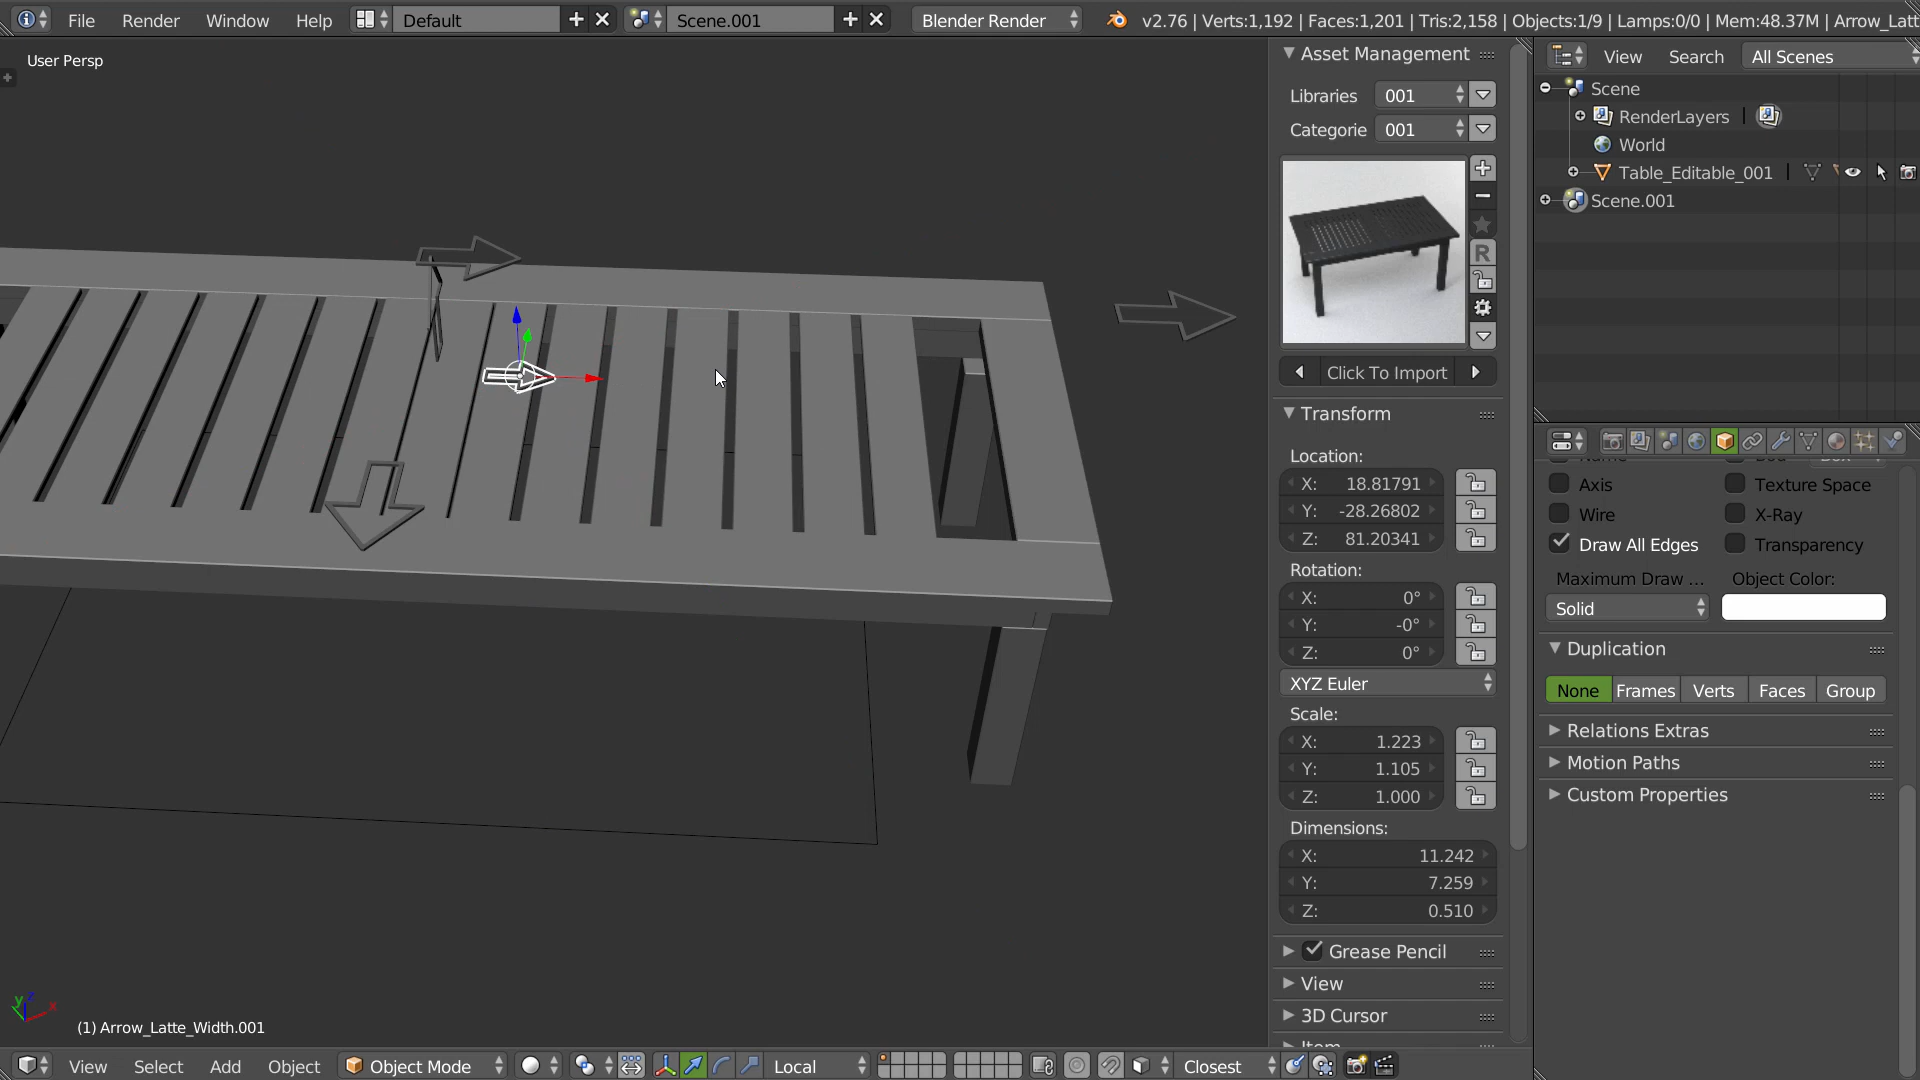 File Render Window Help Default Scene.001 Blender Render v2.76 | Verts:1,192 | Faces:1,201 | Tris:2,158 | Objects:1/9 | Lamps:0/0 | Mem:48.37M | Arrow_Latt
User Persp
Asset Management
Libraries 001
Categorie 001
R
Click To Import
Transform
Location:
X: 18.81791
Y: -28.26802
Z: 81.20341
Rotation:
X: 0°
Y: -0°
Z: 0°
XYZ Euler
Scale:
X: 1.223
Y: 1.105
Z: 1.000
Dimensions:
X: 11.242
Y: 7.259
Z: 0.510
Grease Pencil
View
3D Cursor
View Search All Scenes
Scene
RenderLayers
World
Table_Editable_001
Scene.001
Axis Texture Space
Wire X-Ray
Draw All Edges Transparency
Maximum Draw ... Object Color:
Solid
Duplication
None Frames Verts Faces Group
Relations Extras
Motion Paths
Custom Properties
y z x
(1) Arrow_Latte_Width.001
View Select Add Object Object Mode Local Closest